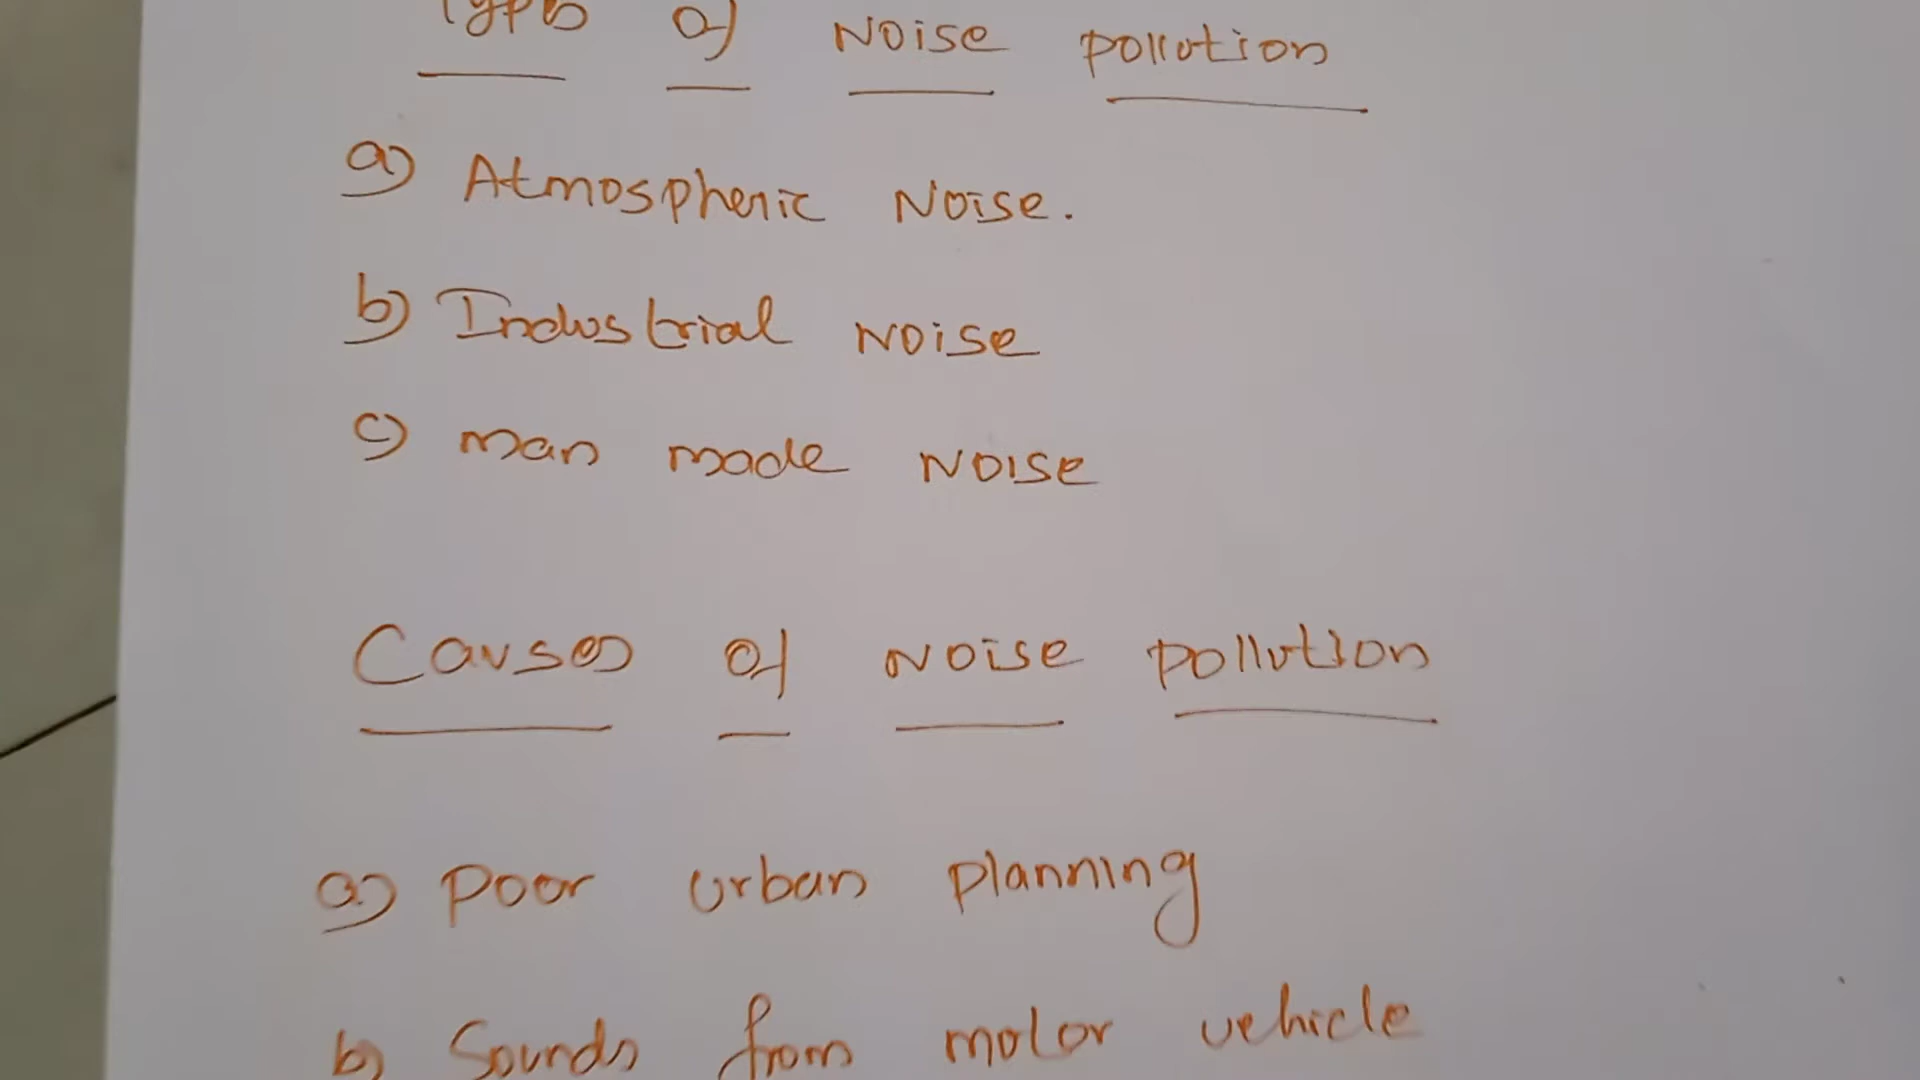 Types of Noise pollution
a) Atmospheric Noise.
b) Industrial Noise
c) man made Noise
Causes of Noise pollution
a) poor urban planning
b) Sounds from motor vehicle